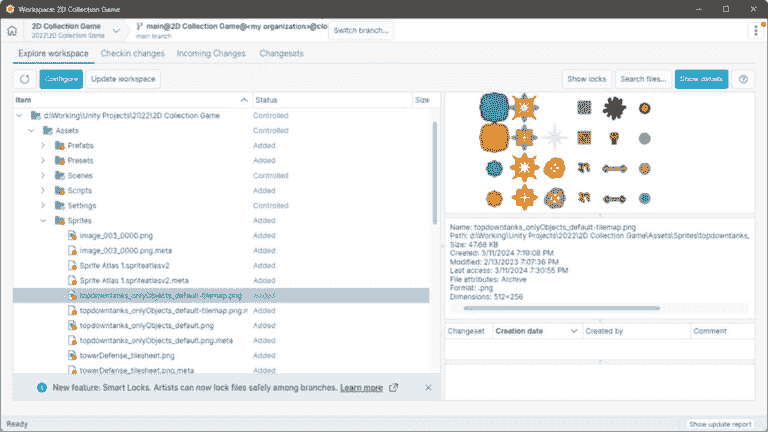 Workspace: 2D Collection Game
2D Collection Game
2022\2D Collection Game
main@2D Collection Game@<my organization>@clo
main branch
Switch branch...
Explore workspace
Checkin changes
Incoming Changes
Changesets
Configure
Update workspace
Show locks
Search files...
Show details
Item
Status
Size
d:\Working\Unity Projects\2022\2D Collection Game Controlled
Assets Controlled
Prefabs Added
Presets Added
Scenes Controlled
Scripts Added
Settings Controlled
Sprites Added
image_003_0000.png Added
image_003_0000.png.meta Added
Sprite Atlas 1.spriteatlasv2 Added
Sprite Atlas 1.spriteatlasv2.meta Added
topdowntanks_onlyObjects_default-tilemap.png Added
topdowntanks_onlyObjects_default-tilemap.png.m Added
topdowntanks_onlyObjects_default.png Added
topdowntanks_onlyObjects_default.png.meta Added
towerDefense_tilesheet.png Added
towerDefense_tilesheet.png.meta Added
Name: topdowntanks_onlyObjects_default-tilemap.png
Path: d:\Working\Unity Projects\2022\2D Collection Game\Assets\Sprites\topdowntanks_
Size: 47.68 KB
Created: 3/11/2024 7:19:08 PM
Modified: 2/13/2023 7:07:37 PM
Last access: 3/11/2024 7:30:55 PM
File attributes: Archive
Format: .png
Dimensions: 512×256
Changeset
Creation date
Created by
Comment
New feature: Smart Locks. Artists can now lock files safely among branches. Learn more
Ready
Show update report